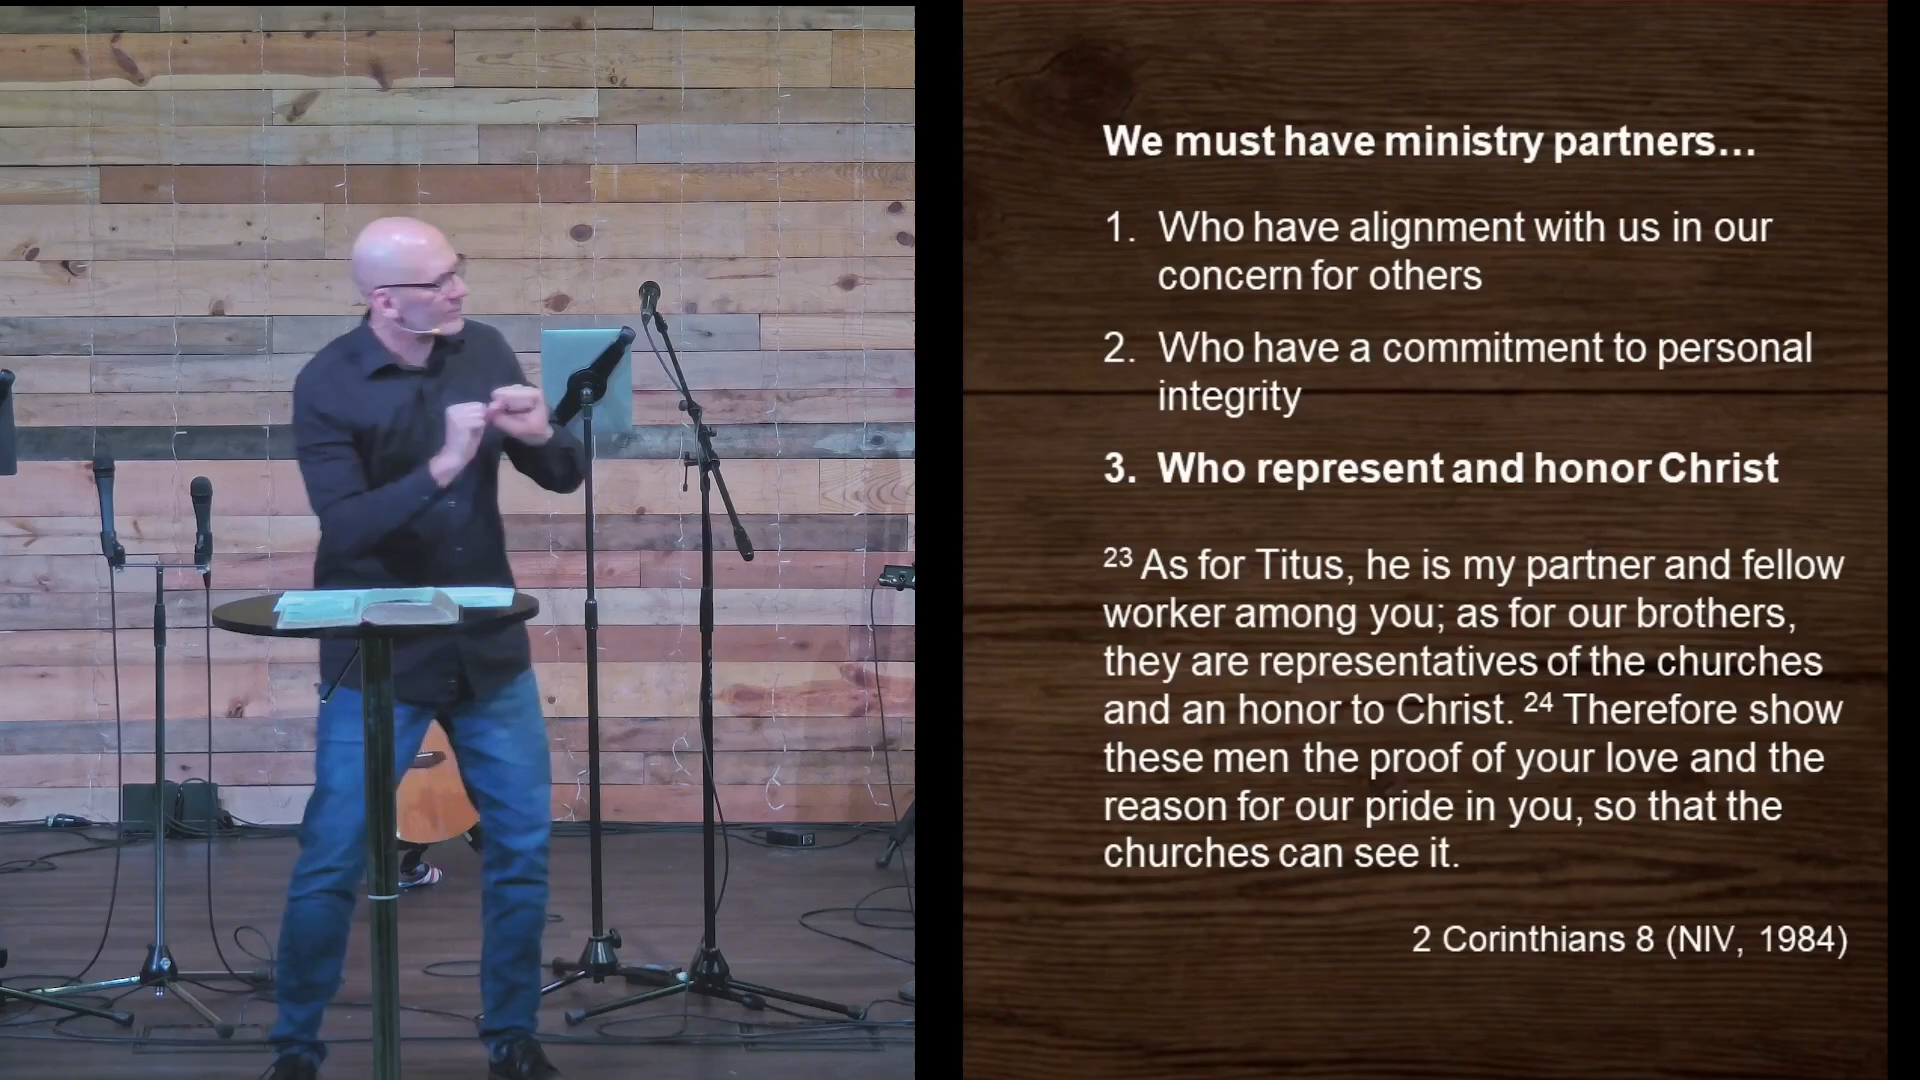 We must have ministry partners…
1. Who have alignment with us in our
concern for others
2. Who have a commitment to personal
integrity
3. Who represent and honor Christ
23 As for Titus, he is my partner and fellow
worker among you; as for our brothers,
they are representatives of the churches
and an honor to Christ. 24 Therefore show
these men the proof of your love and the
reason for our pride in you, so that the
churches can see it.
2 Corinthians 8 (NIV, 1984)